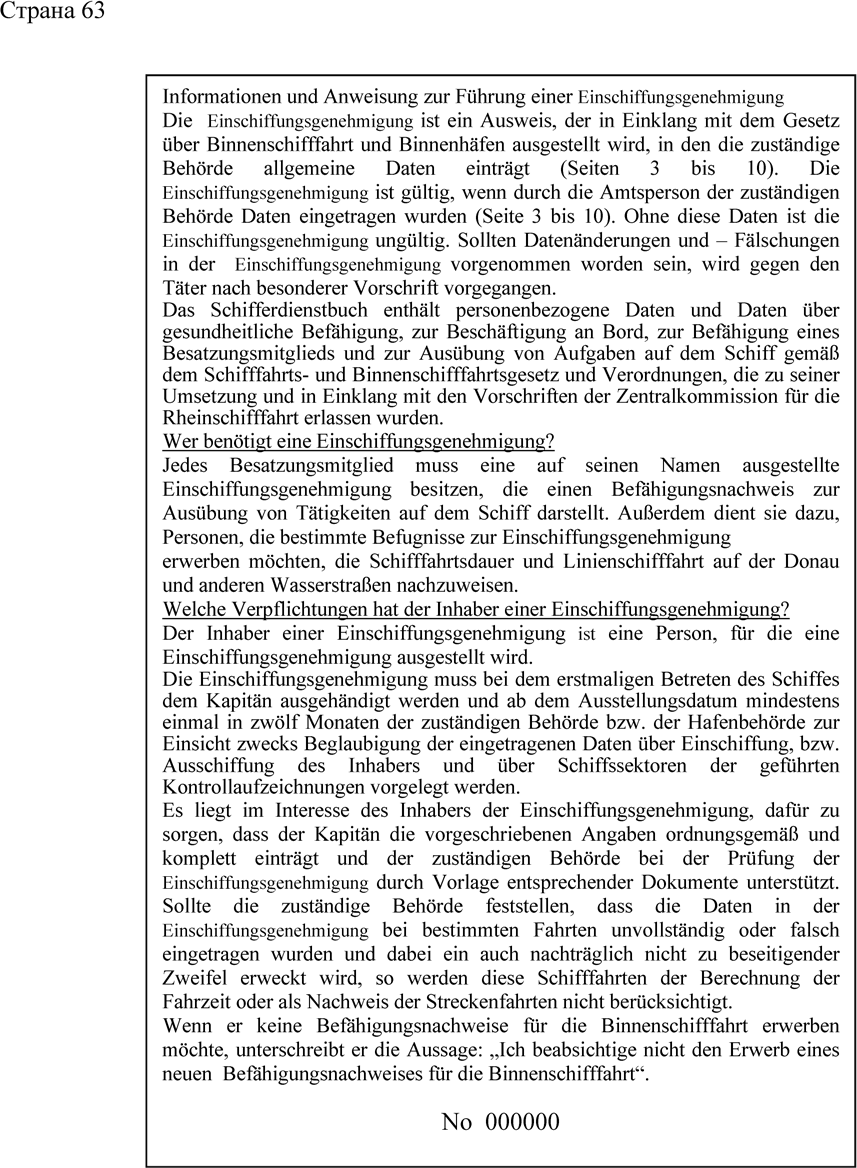 Страна 63
Informationen und Anweisung zur Führung einer Einschiffungsgenehmigung
Die Einschiffungsgenehmigung ist ein Ausweis, der in Einklang mit dem Gesetz
über Binnenschifffahrt und Binnenhäfen ausgestellt wird, in den die zuständige
Behörde allgemeine Daten einträgt (Seiten 3 bis 10). Die
Einschiffungsgenehmigung ist gültig, wenn durch die Amtsperson der zuständigen
Behörde Daten eingetragen wurden (Seite 3 bis 10). Ohne diese Daten ist die
Einschiffungsgenehmigung ungültig. Sollten Datenänderungen und – Fälschungen
in der Einschiffungsgenehmigung vorgenommen worden sein, wird gegen den
Täter nach besonderer Vorschrift vorgegangen.
Das Schifferdienstbuch enthält personenbezogene Daten und Daten über
gesundheitliche Befähigung, zur Beschäftigung an Bord, zur Befähigung eines
Besatzungsmitglieds und zur Ausübung von Aufgaben auf dem Schiff gemäß
dem Schifffahrts- und Binnenschifffahrtsgesetz und Verordnungen, die zu seiner
Umsetzung und in Einklang mit den Vorschriften der Zentralkommission für die
Rheinschifffahrt erlassen wurden.
Wer benötigt eine Einschiffungsgenehmigung?
Jedes Besatzungsmitglied muss eine auf seinen Namen ausgestellte
Einschiffungsgenehmigung besitzen, die einen Befähigungsnachweis zur
Ausübung von Tätigkeiten auf dem Schiff darstellt. Außerdem dient sie dazu,
Personen, die bestimmte Befugnisse zur Einschiffungsgenehmigung
erwerben möchten, die Schifffahrtsdauer und Linienschifffahrt auf der Donau
und anderen Wasserstraßen nachzuweisen.
Welche Verpflichtungen hat der Inhaber einer Einschiffungsgenehmigung?
Der Inhaber einer Einschiffungsgenehmigung ist eine Person, für die eine
Einschiffungsgenehmigung ausgestellt wird.
Die Einschiffungsgenehmigung muss bei dem erstmaligen Betreten des Schiffes
dem Kapitän ausgehändigt werden und ab dem Ausstellungsdatum mindestens
einmal in zwölf Monaten der zuständigen Behörde bzw. der Hafenbehörde zur
Einsicht zwecks Beglaubigung der eingetragenen Daten über Einschiffung, bzw.
Ausschiffung des Inhabers und über Schiffssektoren der geführten
Kontrollaufzeichnungen vorgelegt werden.
Es liegt im Interesse des Inhabers der Einschiffungsgenehmigung, dafür zu
sorgen, dass der Kapitän die vorgeschriebenen Angaben ordnungsgemäß und
komplett einträgt und der zuständigen Behörde bei der Prüfung der
Einschiffungsgenehmigung durch Vorlage entsprechender Dokumente unterstützt.
Sollte die zuständige Behörde feststellen, dass die Daten in der
Einschiffungsgenehmigung bei bestimmten Fahrten unvollständig oder falsch
eingetragen wurden und dabei ein auch nachträglich nicht zu beseitigender
Zweifel erweckt wird, so werden diese Schifffahrten der Berechnung der
Fahrzeit oder als Nachweis der Streckenfahrten nicht berücksichtigt.
Wenn er keine Befähigungsnachweise für die Binnenschifffahrt erwerben
möchte, unterschreibt er die Aussage: „Ich beabsichtige nicht den Erwerb eines
neuen Befähigungsnachweises für die Binnenschifffahrt“.
No 000000